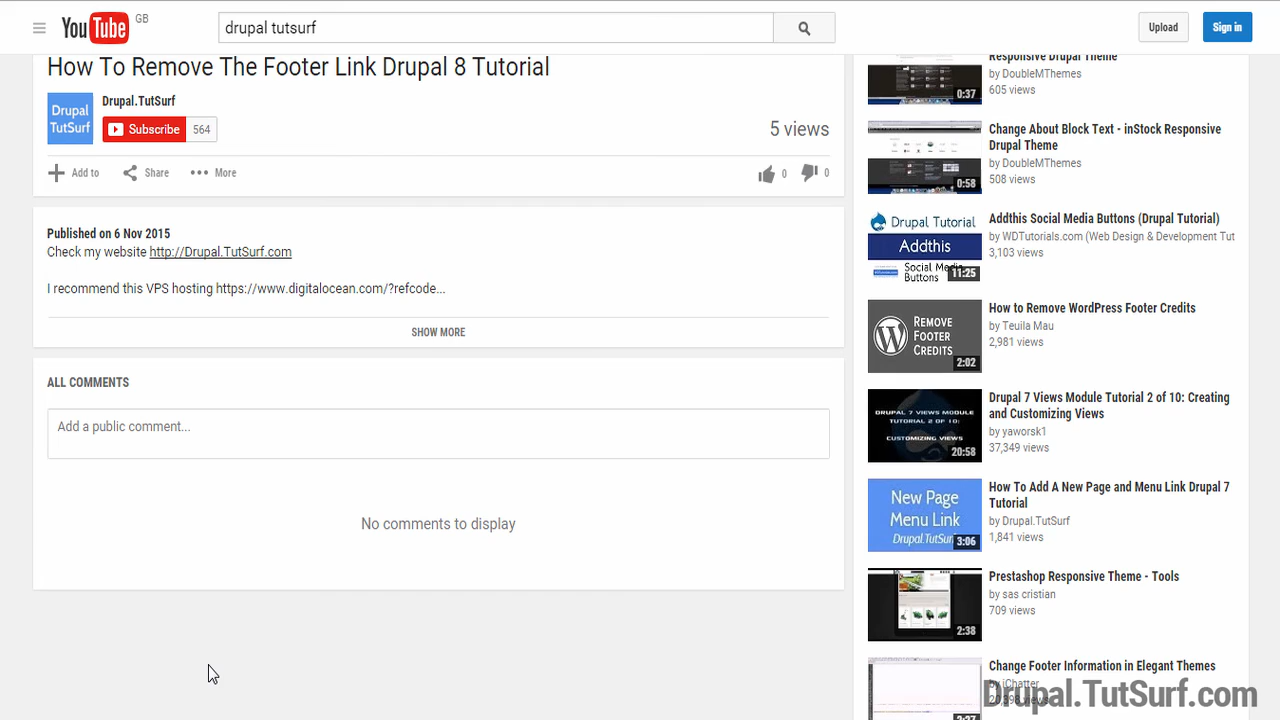 YouTube GB
drupal tutsurf
Upload
Sign in
How To Remove The Footer Link Drupal 8 Tutorial
Drupal
TutSurf
Drupal.TutSurf
Subscribe 564
5 views
Add to
Share
More
0
0
Published on 6 Nov 2015
Check my website http://Drupal.TutSurf.com
I recommend this VPS hosting https://www.digitalocean.com/?refcode...
SHOW MORE
ALL COMMENTS
Add a public comment...
No comments to display
Responsive Drupal Theme
by DoubleMThemes
605 views
0:37
Change About Block Text - inStock Responsive
Drupal Theme
by DoubleMThemes
508 views
0:58
Drupal Tutorial
Addthis
Social Media
Buttons
11:25
Addthis Social Media Buttons (Drupal Tutorial)
by WDTutorials.com (Web Design & Development Tut
3,103 views
REMOVE
FOOTER
CREDITS
2:02
How to Remove WordPress Footer Credits
by Teuila Mau
2,981 views
DRUPAL 7 VIEWS MODULE
TUTORIAL 2 OF 10:
CUSTOMIZING VIEWS
20:58
Drupal 7 Views Module Tutorial 2 of 10: Creating
and Customizing Views
by yaworsk1
37,349 views
New Page
Menu Link
Drupal.TutSurf
3:06
How To Add A New Page and Menu Link Drupal 7
Tutorial
by Drupal.TutSurf
1,841 views
2:38
Prestashop Responsive Theme - Tools
by sas cristian
709 views
Change Footer Information in Elegant Themes
by iChatter
20,398 views
Drupal.TutSurf.com